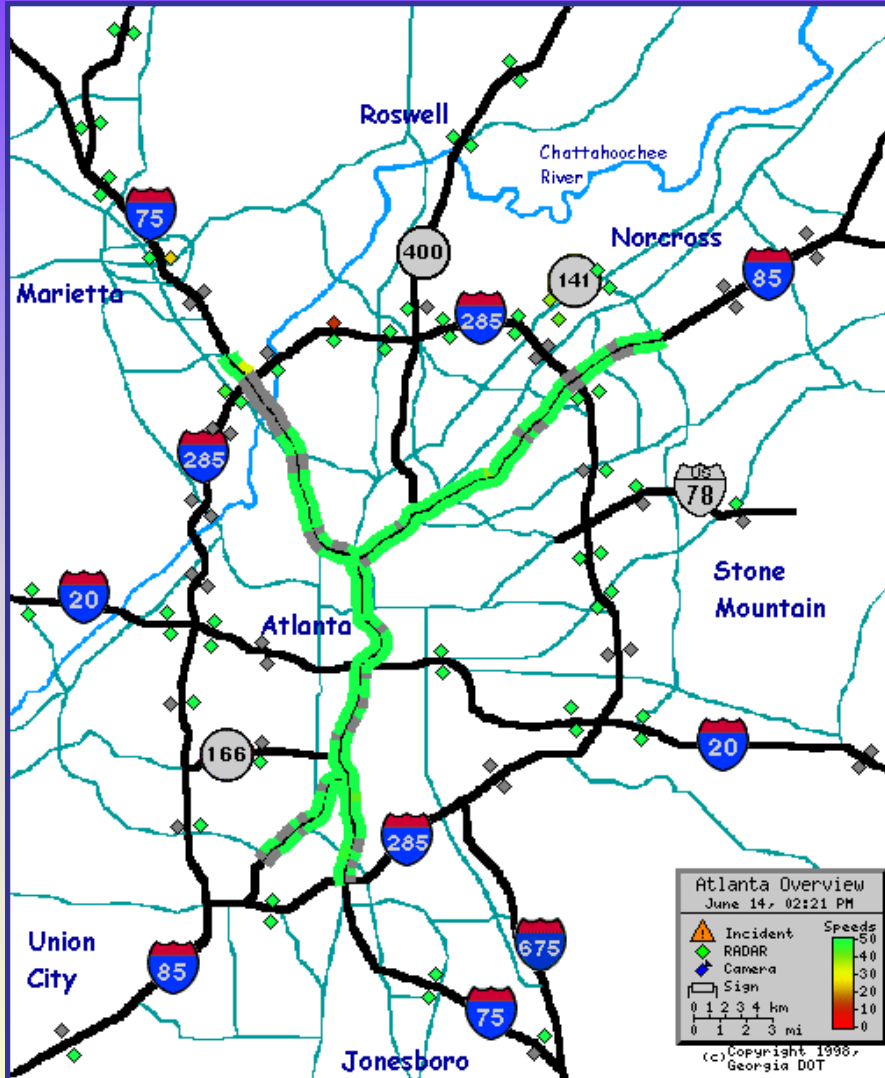 Roswell
Chattahoochee
River
75
400
Norcross
141
85
Marietta
285
285
US
78
20
Stone
Mountain
Atlanta
166
20
285
Union
City
85
675
75
Jonesboro
Atlanta Overview
June 14, 02:21 PM
Incident
RADAR
Camera
Sign
Speeds
50
40
30
20
10
0
0 1 2 3 4 km
0 1 2 3 mi
(c)Copyright 1998,
Georgia DOT